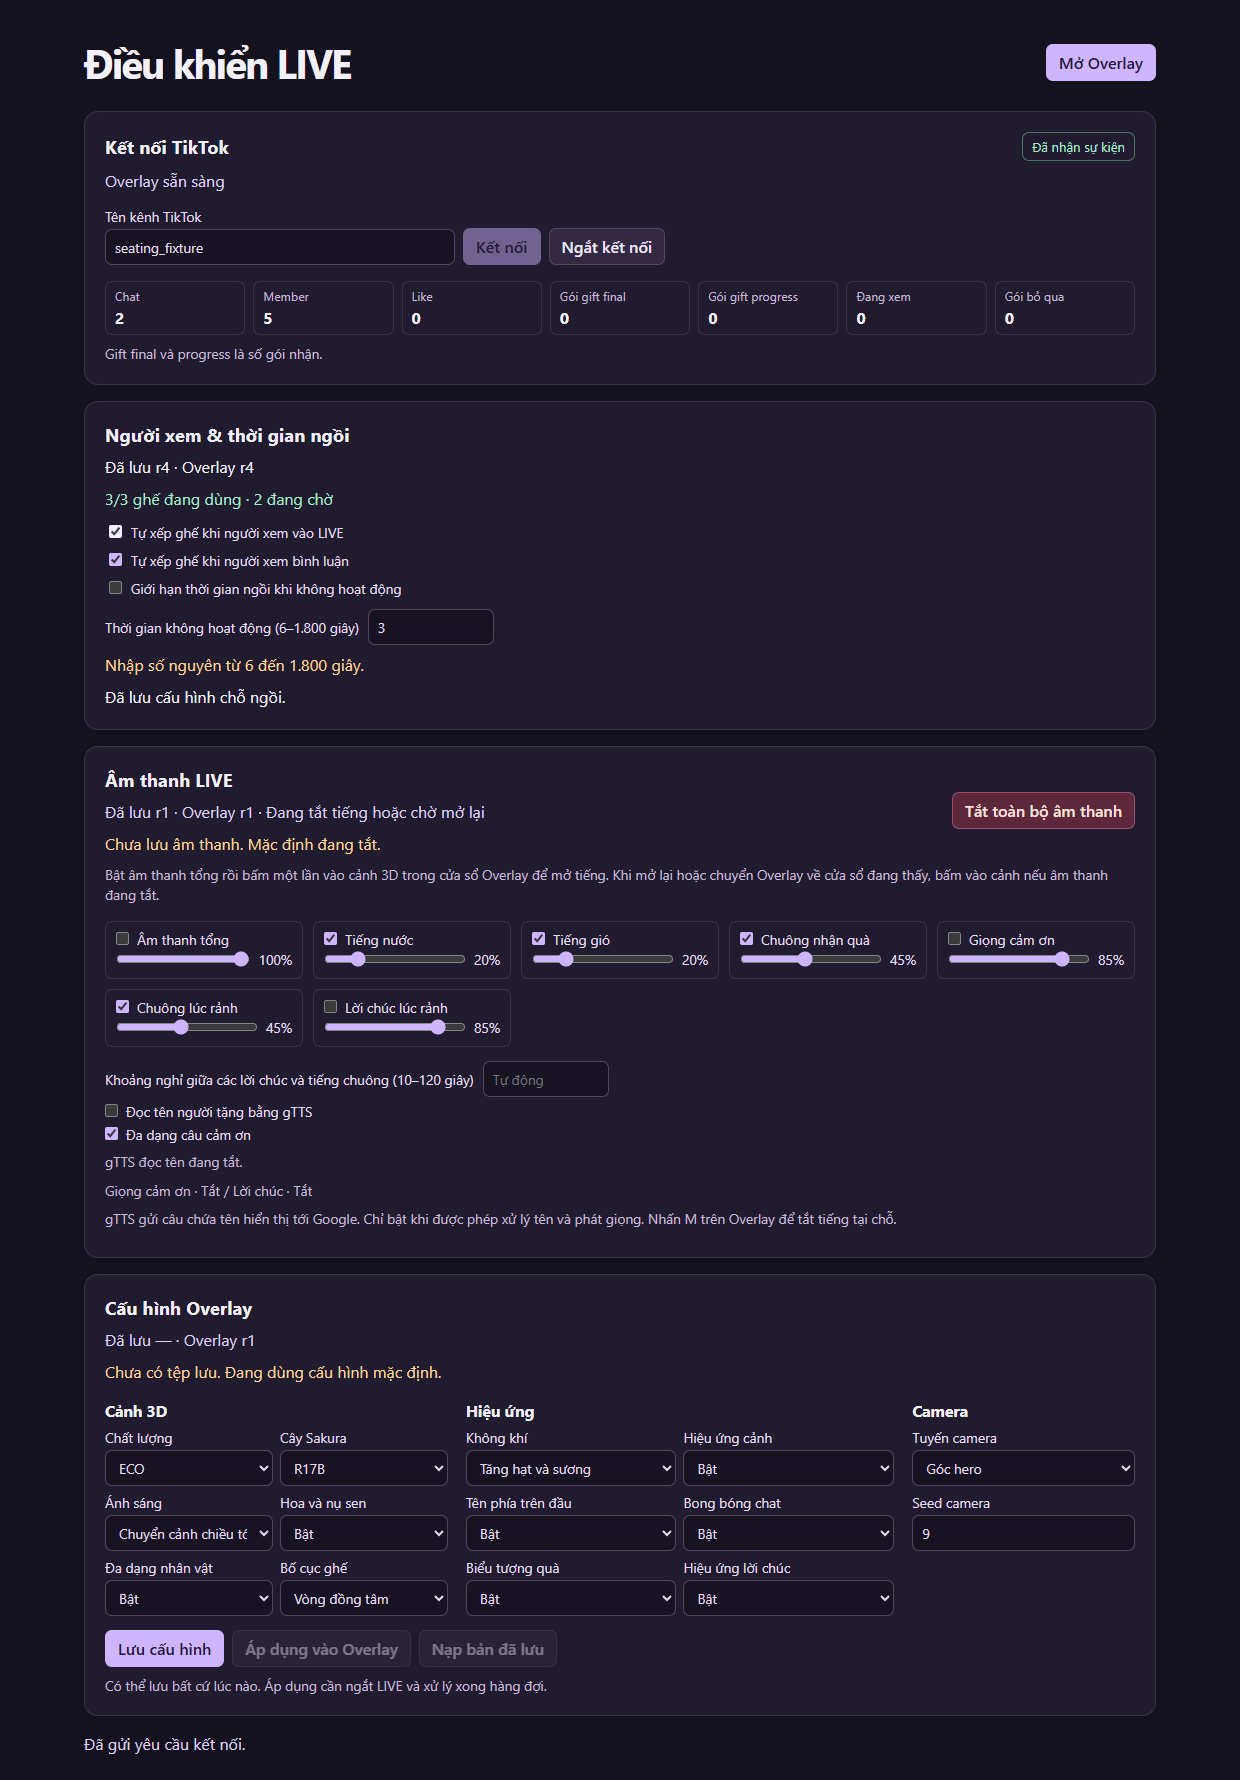 Điều khiển LIVE
Mở Overlay
Kết nối TikTok
Đã nhận sự kiện
Overlay sẵn sàng
Tên kênh TikTok
seating_fixture
Kết nối
Ngắt kết nối
Chat
2
Member
5
Like
0
Gói gift final
0
Gói gift progress
0
Đang xem
0
Gói bỏ qua
0
Gift final và progress là số gói nhận.
Người xem & thời gian ngồi
Đã lưu r4 · Overlay r4
3/3 ghế đang dùng · 2 đang chờ
Tự xếp ghế khi người xem vào LIVE
Tự xếp ghế khi người xem bình luận
Giới hạn thời gian ngồi khi không hoạt động
Thời gian không hoạt động (6–1.800 giây)
3
Nhập số nguyên từ 6 đến 1.800 giây.
Đã lưu cấu hình chỗ ngồi.
Âm thanh LIVE
Đã lưu r1 · Overlay r1 · Đang tắt tiếng hoặc chờ mở lại
Tắt toàn bộ âm thanh
Chưa lưu âm thanh. Mặc định đang tắt.
Bật âm thanh tổng rồi bấm một lần vào cảnh 3D trong cửa sổ Overlay để mở tiếng. Khi mở lại hoặc chuyển Overlay về cửa sổ đang thấy, bấm vào cảnh nếu âm thanh
đang tắt.
Âm thanh tổng
100%
Tiếng nước
20%
Tiếng gió
20%
Chuông nhận quà
45%
Giọng cảm ơn
85%
Chuông lúc rảnh
45%
Lời chúc lúc rảnh
85%
Khoảng nghỉ giữa các lời chúc và tiếng chuông (10–120 giây)
Tự động
Đọc tên người tặng bằng gTTS
Đa dạng câu cảm ơn
gTTS đọc tên đang tắt.
Giọng cảm ơn · Tắt / Lời chúc · Tắt
gTTS gửi câu chứa tên hiển thị tới Google. Chỉ bật khi được phép xử lý tên và phát giọng. Nhấn M trên Overlay để tắt tiếng tại chỗ.
Cấu hình Overlay
Đã lưu — · Overlay r1
Chưa có tệp lưu. Đang dùng cấu hình mặc định.
Cảnh 3D
Hiệu ứng
Camera
Chất lượng
Cây Sakura
Không khí
Hiệu ứng cảnh
Tuyến camera
ECO
R17B
Tăng hạt và sương
Bật
Góc hero
Ánh sáng
Hoa và nụ sen
Tên phía trên đầu
Bong bóng chat
Seed camera
Chuyển cảnh chiều tố
Bật
Bật
Bật
9
Đa dạng nhân vật
Bố cục ghế
Biểu tượng quà
Hiệu ứng lời chúc
Bật
Vòng đồng tâm
Bật
Bật
Lưu cấu hình
Áp dụng vào Overlay
Nạp bản đã lưu
Có thể lưu bất cứ lúc nào. Áp dụng cần ngắt LIVE và xử lý xong hàng đợi.
Đã gửi yêu cầu kết nối.